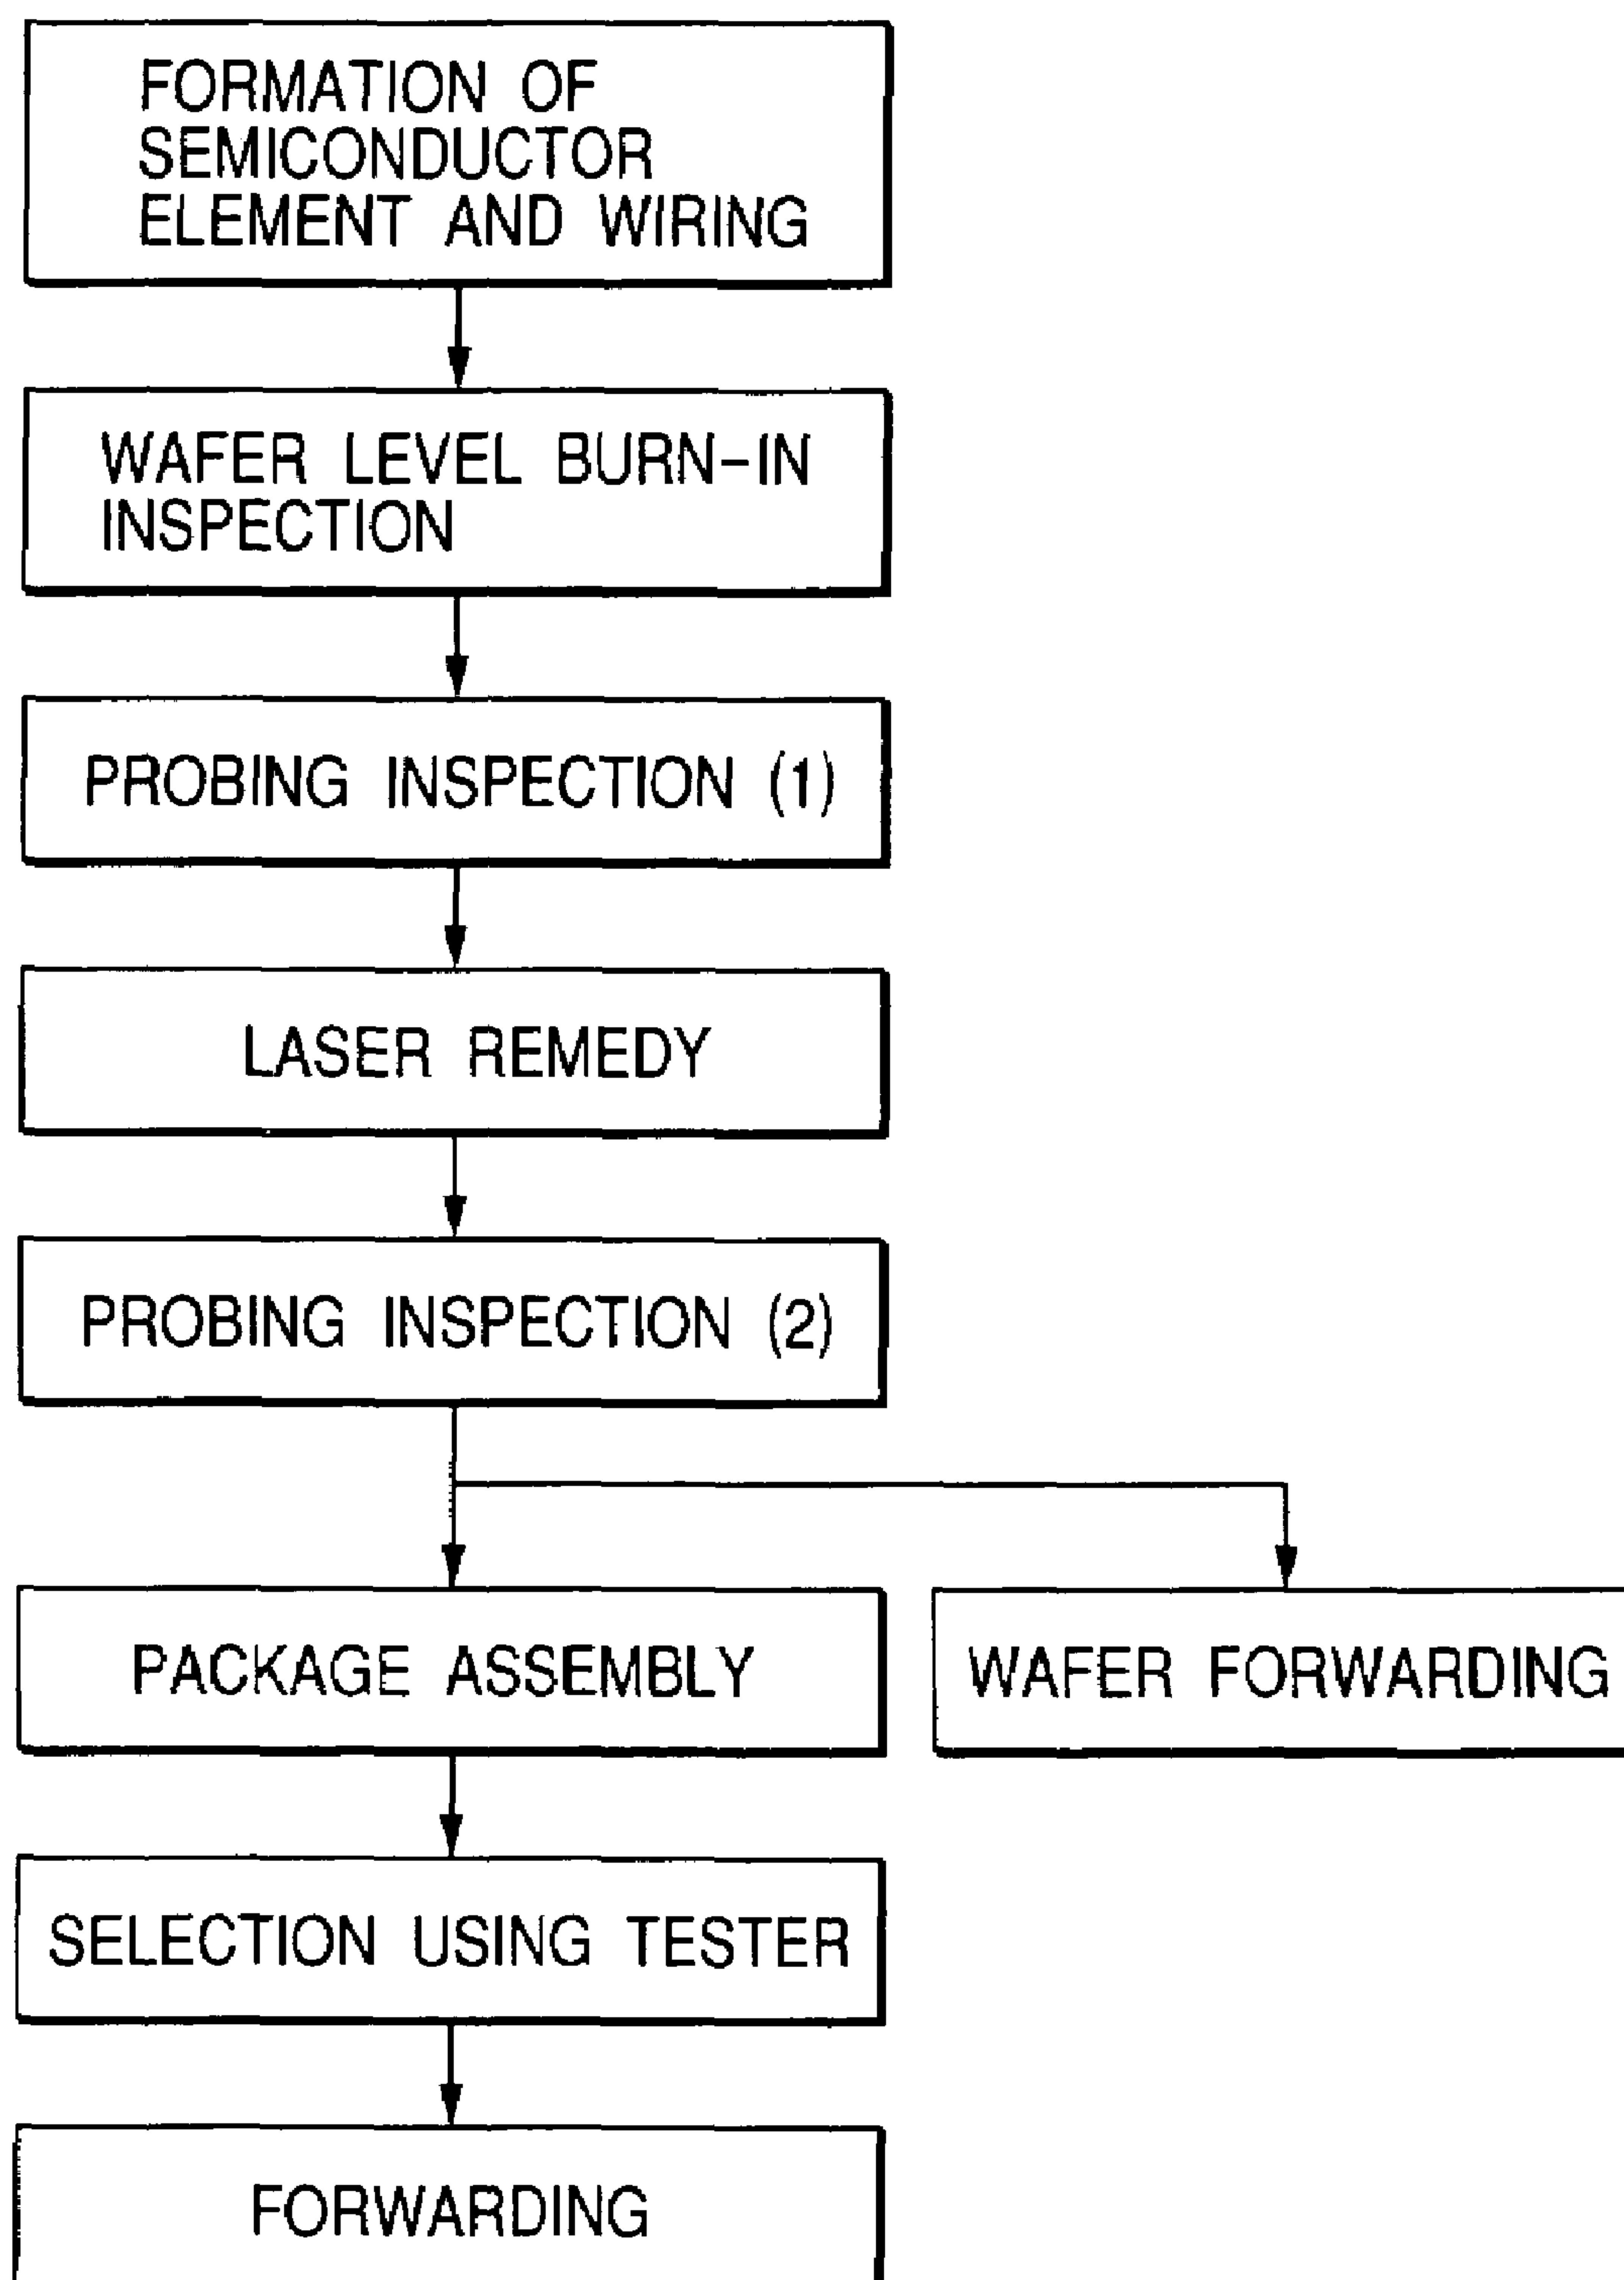 FORMATION OF
SEMICONDUCTOR
ELEMENT AND WIRING
WAFER LEVEL BURN-IN
INSPECTION
PROBING INSPECTION (1)
LASER REMEDY
PROBING INSPECTION (2)
PACKAGE ASSEMBLY
WAFER FORWARDING
SELECTION USING TESTER
FORWARDING